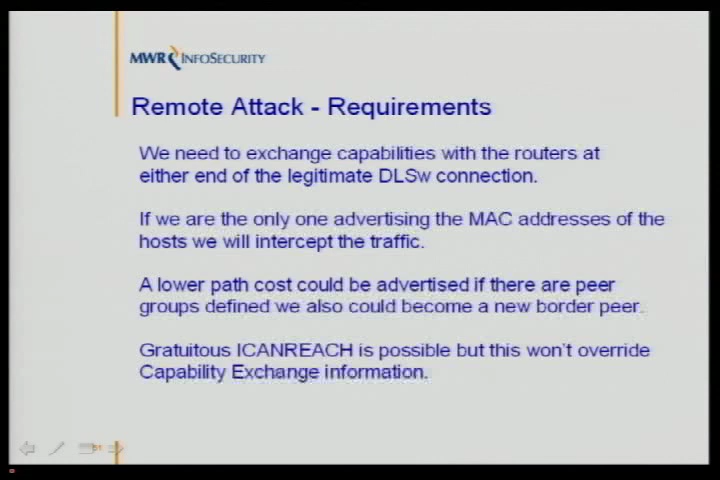 MWR INFOSECURITY
Remote Attack - Requirements
We need to exchange capabilities with the routers at
either end of the legitimate DLSw connection.
If we are the only one advertising the MAC addresses of the
hosts we will intercept the traffic.
A lower path cost could be advertised if there are peer
groups defined we also could become a new border peer.
Gratuitous ICANREACH is possible but this won't override
Capability Exchange information.
51